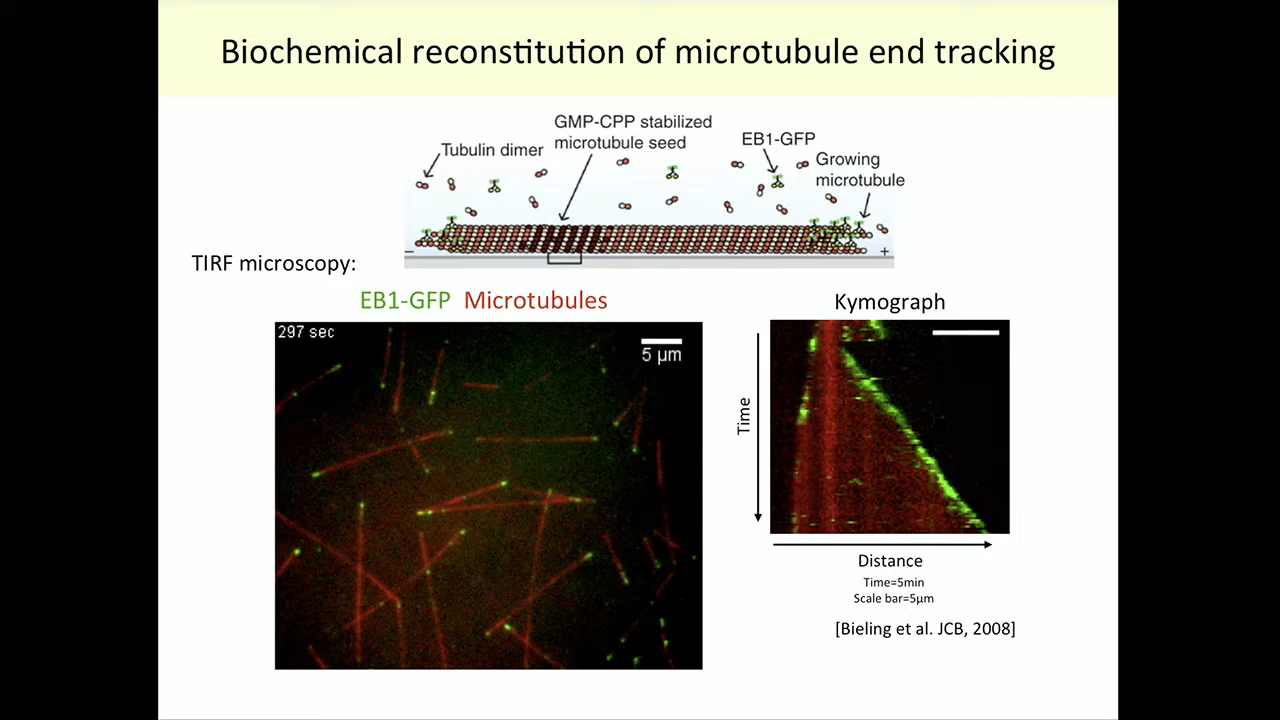 Biochemical reconstitution of microtubule end tracking
GMP-CPP stabilized
microtubule seed
Tubulin dimer
EB1-GFP
Growing
microtubule
– +
TIRF microscopy:
EB1-GFP Microtubules
297 sec
5 µm
Kymograph
Time
Distance
Time=5min
Scale bar=5µm
[Bieling et al. JCB, 2008]